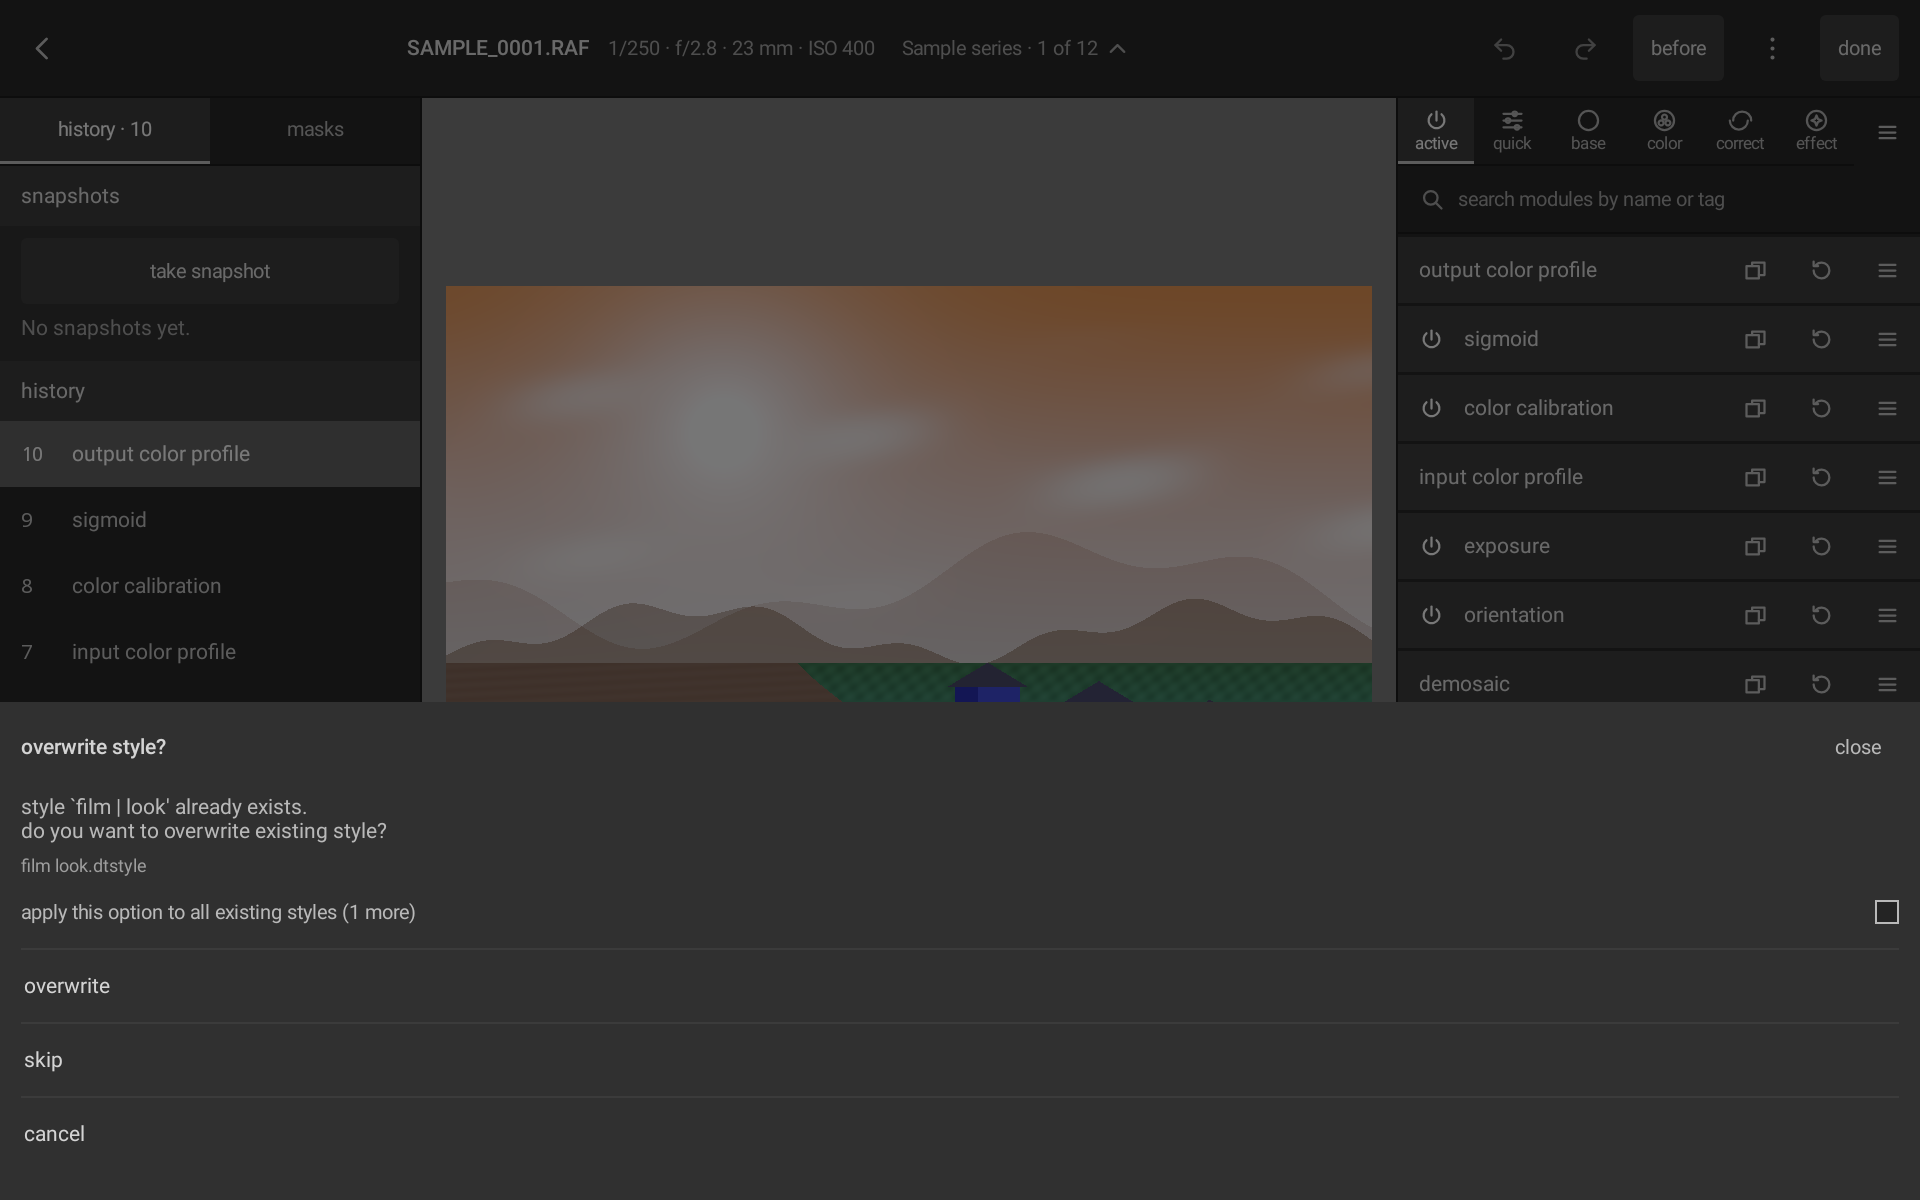 SAMPLE_0001.RAF 1/250 · f/2.8 · 23 mm · ISO 400 Sample series · 1 of 12
before
done
history · 10
masks
snapshots
take snapshot
No snapshots yet.
history
10 output color profile
9 sigmoid
8 color calibration
7 input color profile
active
quick
base
color
correct
effect
search modules by name or tag
output color profile
sigmoid
color calibration
input color profile
exposure
orientation
demosaic
overwrite style?
close
style `film | look' already exists.
do you want to overwrite existing style?
film look.dtstyle
apply this option to all existing styles (1 more)
overwrite
skip
cancel